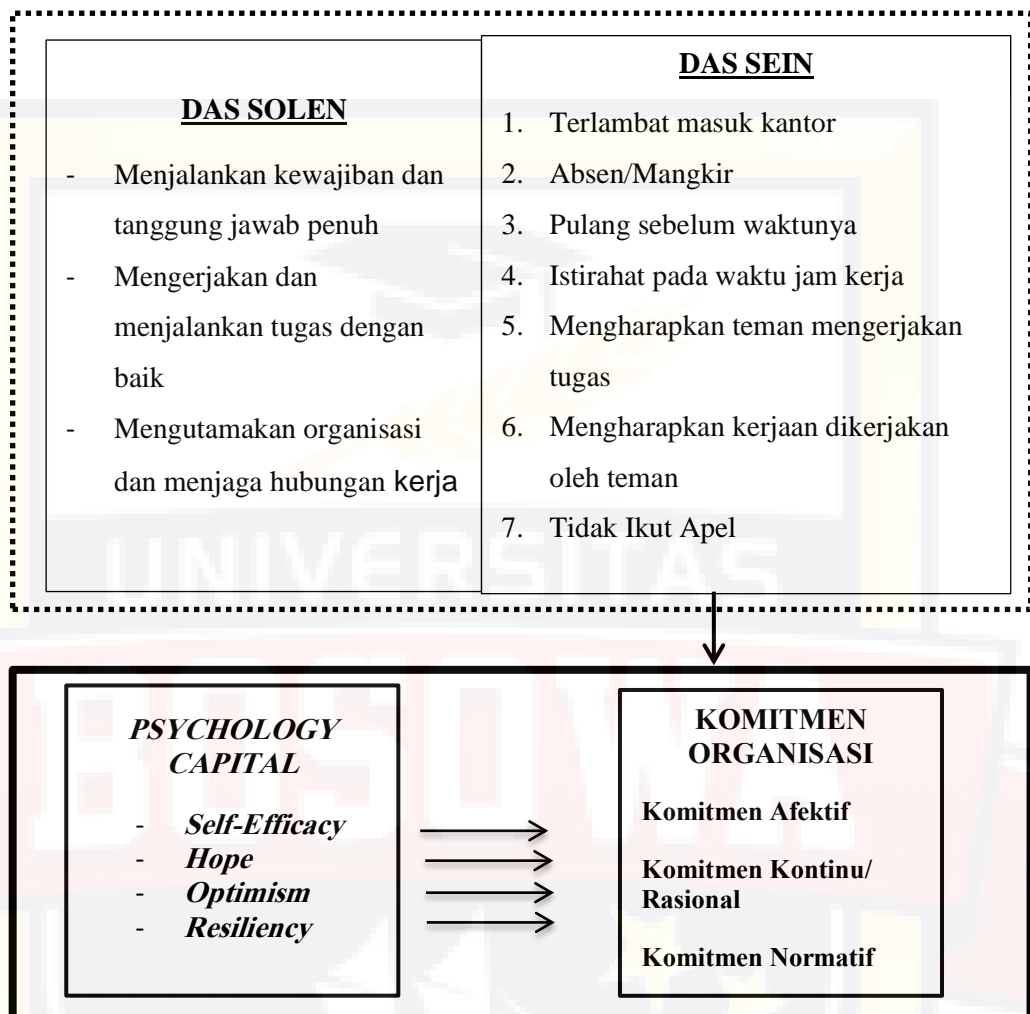 DAS SOLEN
- Menjalankan kewajiban dan
tanggung jawab penuh
- Mengerjakan dan
menjalankan tugas dengan
baik
- Mengutamakan organisasi
dan menjaga hubungan kerja
DAS SEIN
1. Terlambat masuk kantor
2. Absen/Mangkir
3. Pulang sebelum waktunya
4. Istirahat pada waktu jam kerja
5. Mengharapkan teman mengerjakan
tugas
6. Mengharapkan kerjaan dikerjakan
oleh teman
7. Tidak Ikut Apel
UNIVERSITAS
BOSOWA
PSYCHOLOGY
CAPITAL
- Self-Efficacy
- Hope
- Optimism
- Resiliency
KOMITMEN
ORGANISASI
Komitmen Afektif
Komitmen Kontinu/
Rasional
Komitmen Normatif